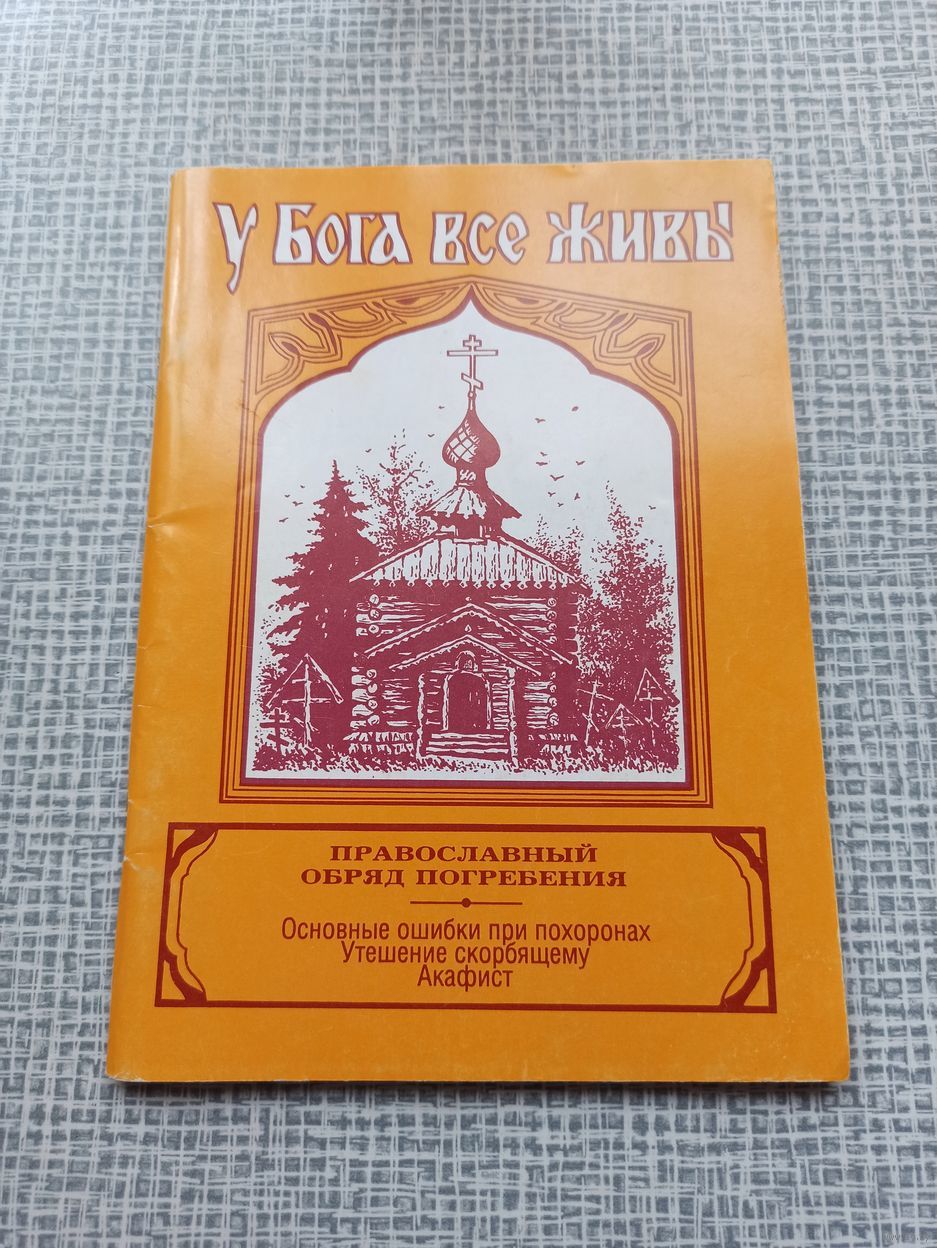 У Бога все живы
ПРАВОСЛАВНЫЙ
ОБРЯД ПОГРЕБЕНИЯ
Основные ошибки при похоронах
Утешение скорбящему
Акафист